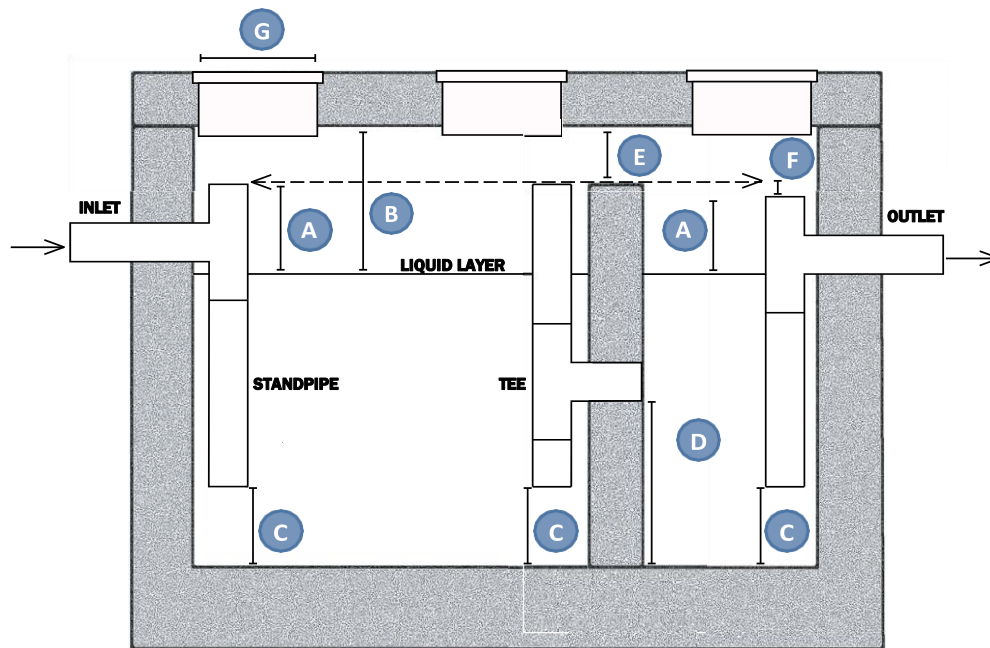 G
E
F
INLET
A
B
A
OUTLET
LIQUID LAYER
STANDPIPE
TEE
D
C
C
C